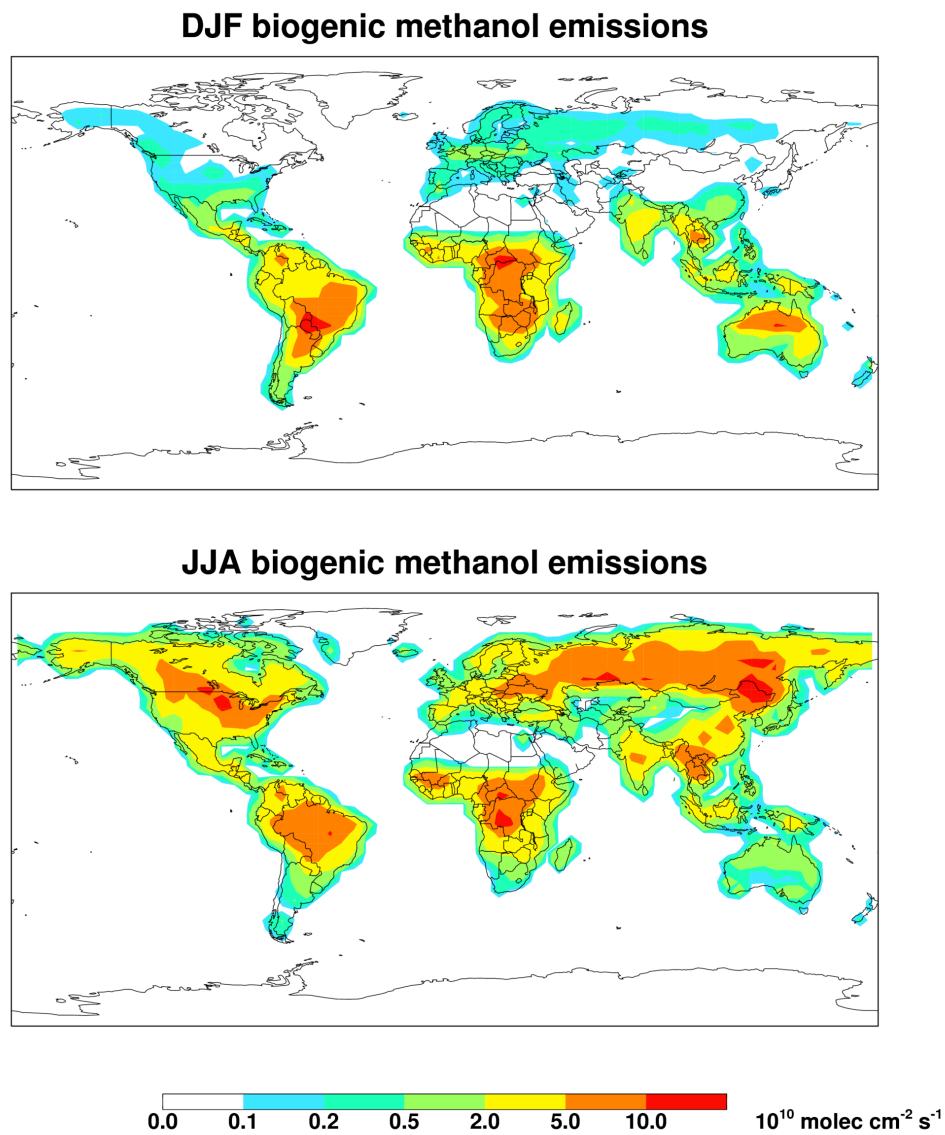 DJF biogenic methanol emissions
JJA biogenic methanol emissions
0.0 0.1 0.2 0.5 2.0 5.0 10.0 10¹⁰ molec cm⁻² s⁻¹